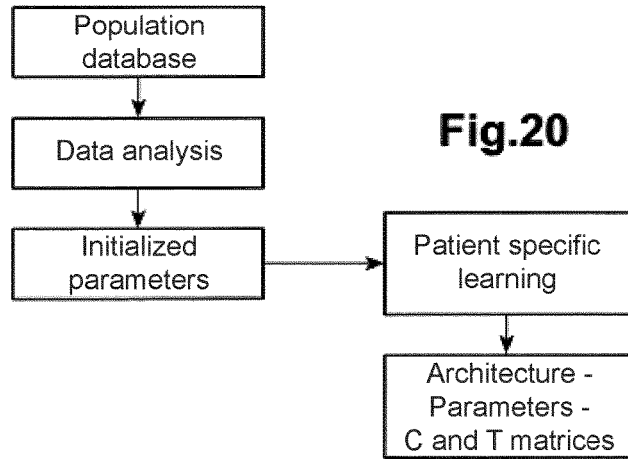 Population
database
Data analysis
Fig.20
Initialized
parameters
Patient specific
learning
Architecture -
Parameters -
C and T matrices